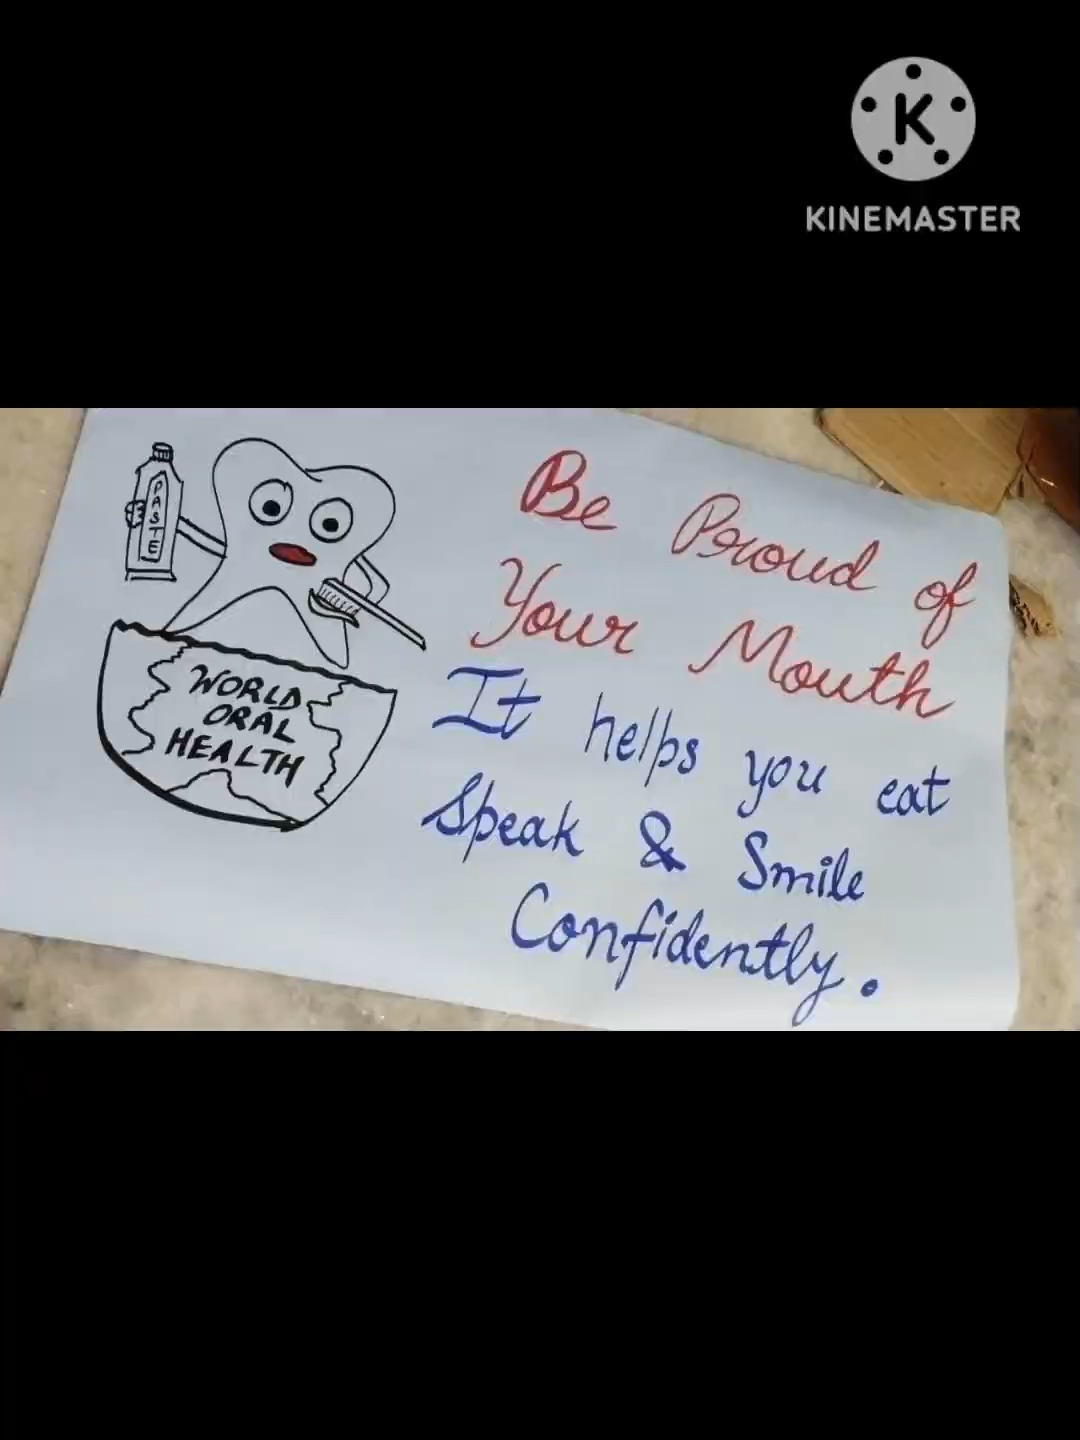 KINEMASTER
PASTE
WORLD
ORAL
HEALTH
Be Proud of
Your Mouth
It helps you eat
Speak & Smile
Confidently.